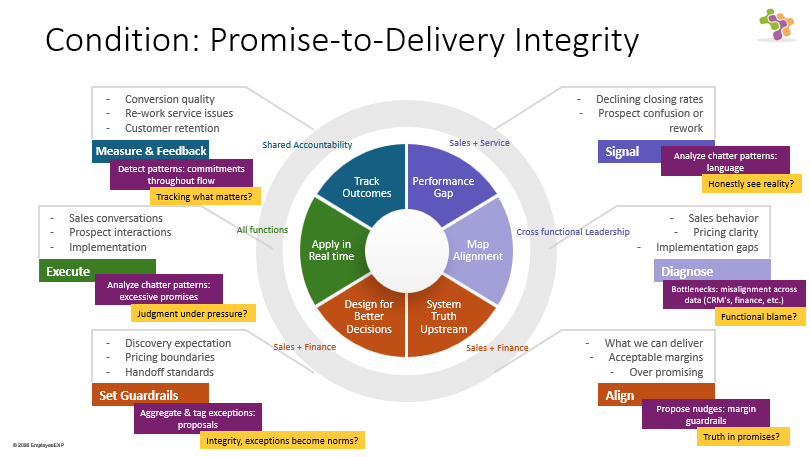 Condition: Promise-to-Delivery Integrity
- Conversion quality
- Re-work service issues
- Customer retention
Measure & Feedback
Detect patterns: commitments
throughout flow
Tracking what matters?
- Sales conversations
- Prospect interactions
- Implementation
Execute
Analyze chatter patterns:
excessive promises
Judgment under pressure?
- Discovery expectation
- Pricing boundaries
- Handoff standards
Set Guardrails
Aggregate & tag exceptions:
proposals
Integrity, exceptions become norms?
Shared Accountability
Sales + Service
All functions
Cross functional Leadership
Sales + Finance
Sales + Finance
Track
Outcomes
Performance
Gap
Apply in
Real time
Map
Alignment
Design for
Better
Decisions
System
Truth
Upstream
- Declining closing rates
- Prospect confusion or
rework
Signal
Analyze chatter patterns:
language
Honestly see reality?
- Sales behavior
- Pricing clarity
- Implementation gaps
Diagnose
Bottlenecks: misalignment across
data (CRM's, finance, etc.)
Functional blame?
- What we can deliver
- Acceptable margins
- Over promising
Align
Propose nudges: margin
guardrails
Truth in promises?
EmployeeEXP